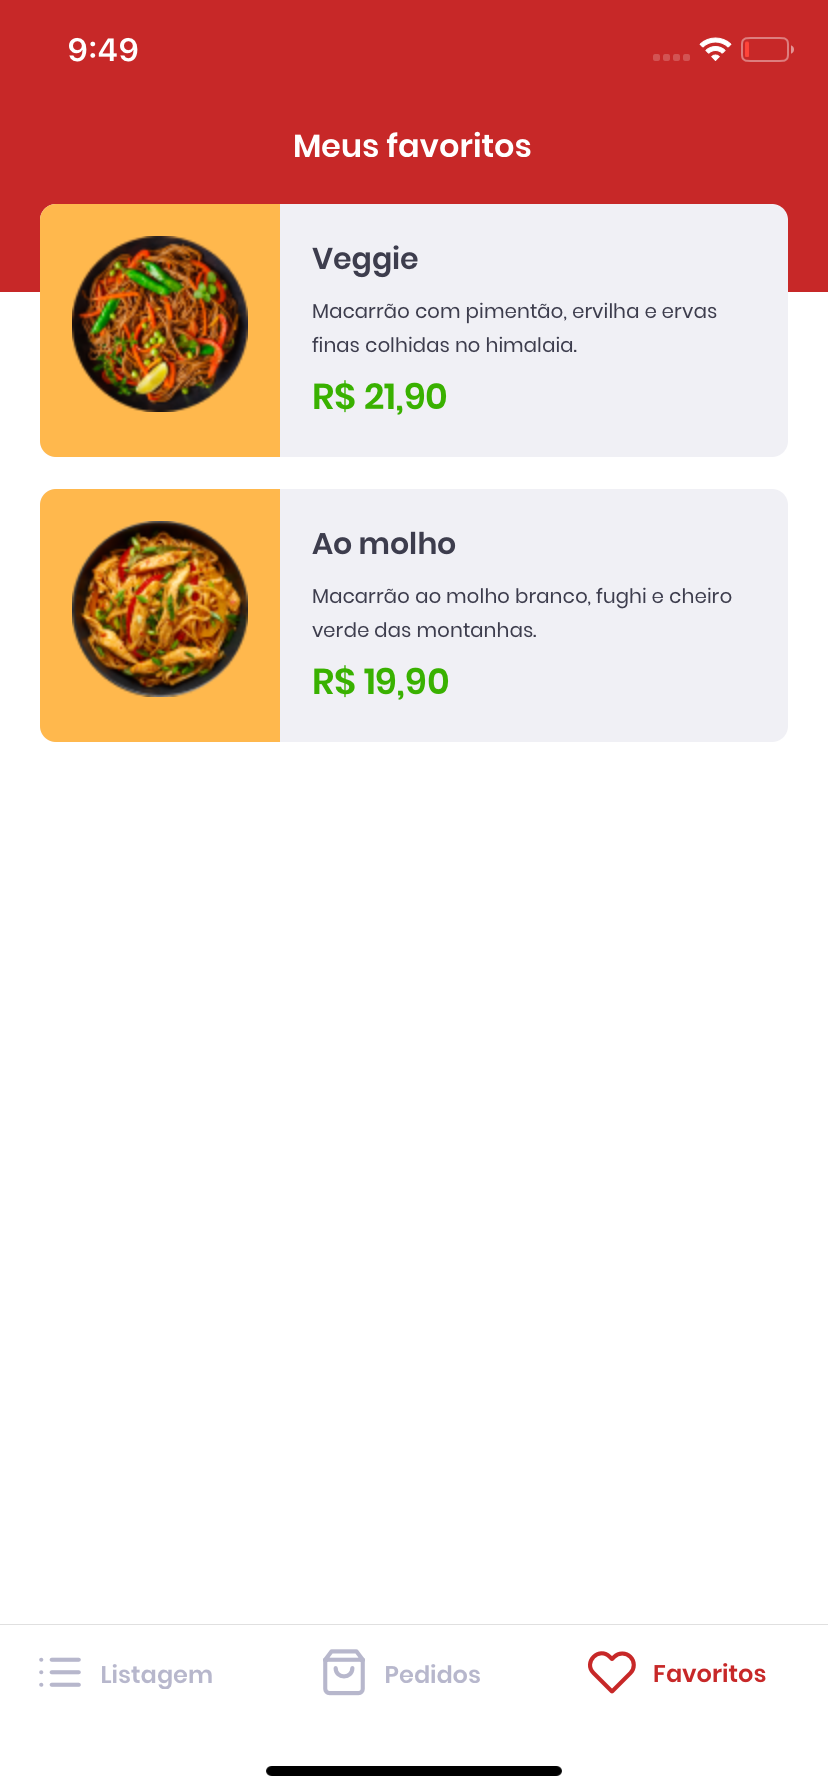 9:49
Meus favoritos
Veggie
Macarrão com pimentão, ervilha e ervas
finas colhidas no himalaia.
R$ 21,90
Ao molho
Macarrão ao molho branco, fughi e cheiro
verde das montanhas.
R$ 19,90
Listagem
Pedidos
Favoritos